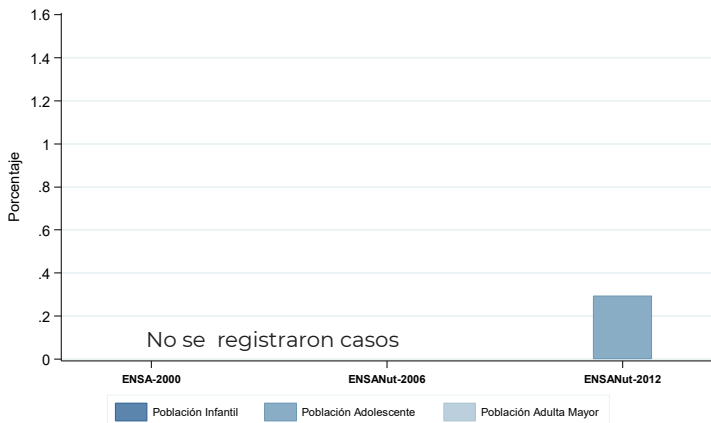 1.6
1.4
1.2
1
.8
.6
.4
.2
0
Porcentaje
No se registraron casos
ENSA-2000 ENSANut-2006 ENSANut-2012
Población Infantil Población Adolescente Población Adulta Mayor